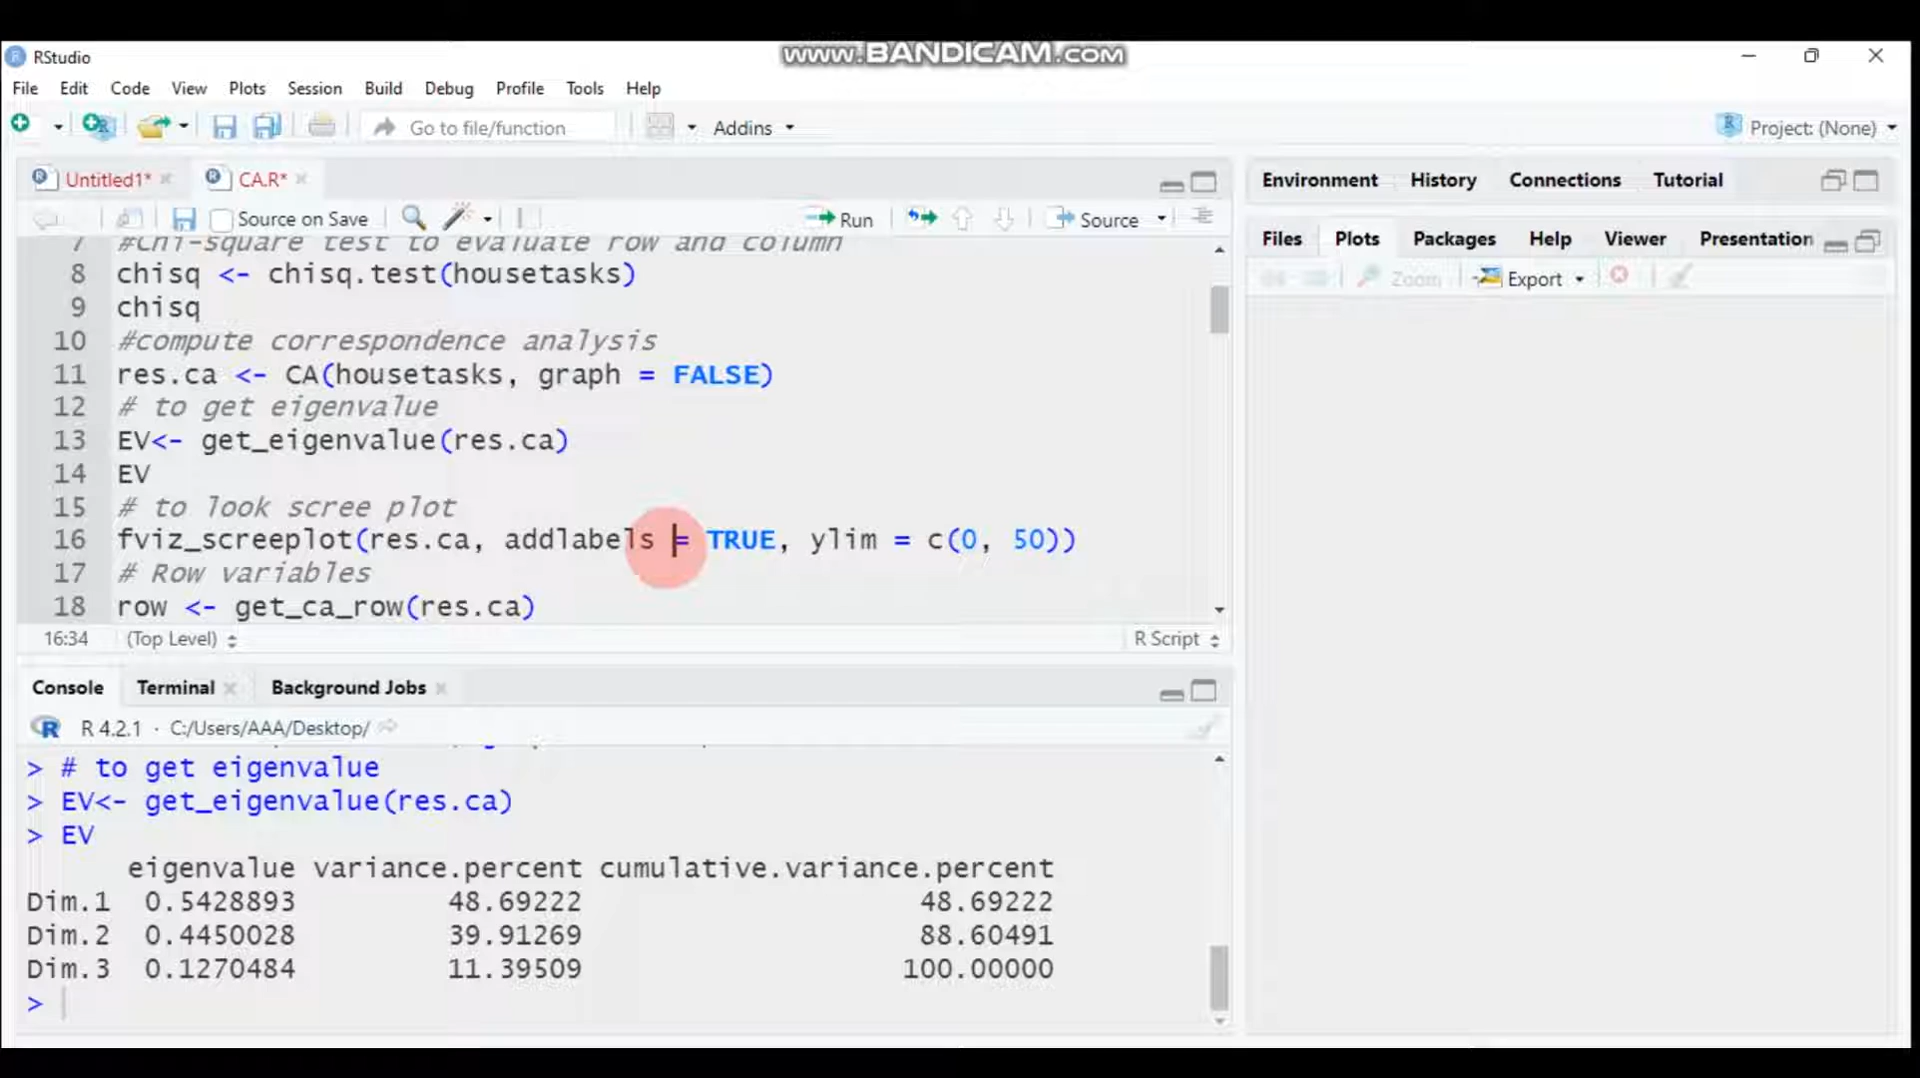 www.BANDICAM.com
RStudio
File Edit Code View Plots Session Build Debug Profile Tools Help
Go to file/function Addins Project: (None)
Untitled1* CA.R*
Source on Save Run Source
7 #Chi-square test to evaluate row and column
8 chisq <- chisq.test(housetasks)
9 chisq
10 #compute correspondence analysis
11 res.ca <- CA(housetasks, graph = FALSE)
12 # to get eigenvalue
13 EV<- get_eigenvalue(res.ca)
14 EV
15 # to look scree plot
16 fviz_screeplot(res.ca, addlabels = TRUE, ylim = c(0, 50))
17 # Row variables
18 row <- get_ca_row(res.ca)
16:34 (Top Level) R Script
Console Terminal Background Jobs
R 4.2.1 · C:/Users/AAA/Desktop/
> # to get eigenvalue
> EV<- get_eigenvalue(res.ca)
> EV
eigenvalue variance.percent cumulative.variance.percent
Dim.1 0.5428893 48.69222 48.69222
Dim.2 0.4450028 39.91269 88.60491
Dim.3 0.1270484 11.39509 100.00000
>
Environment History Connections Tutorial
Files Plots Packages Help Viewer Presentation
Zoom Export